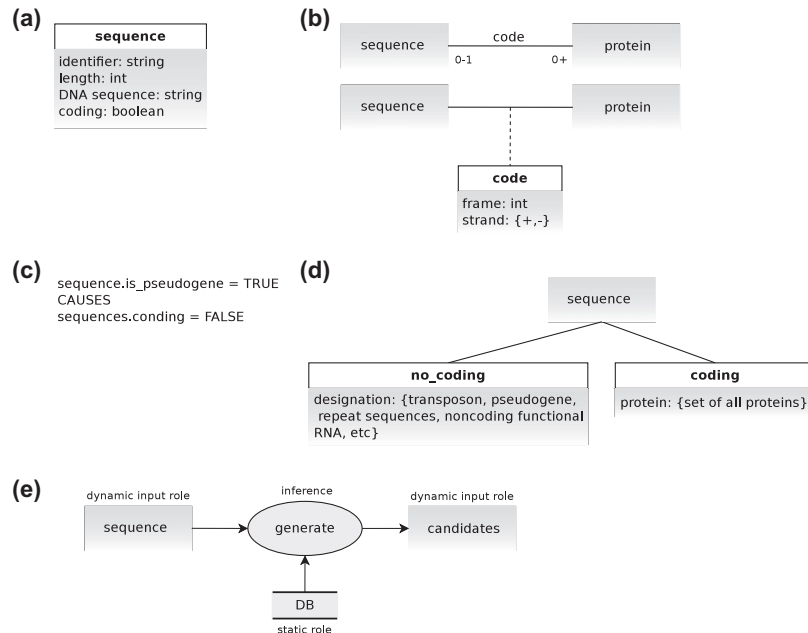 (a)
sequence
identifier: string
length: int
DNA sequence: string
coding: boolean
(b)
sequence
code
protein
0-1
0+
sequence
protein
code
frame: int
strand: {+,-}
(c)
sequence.is_pseudogene = TRUE
CAUSES
sequences.conding = FALSE
(d)
sequence
no_coding
designation: {transposon, pseudogene,
repeat sequences, noncoding functional
RNA, etc}
coding
protein: {set of all proteins}
(e)
dynamic input role
sequence
inference
generate
dynamic input role
candidates
DB
static role